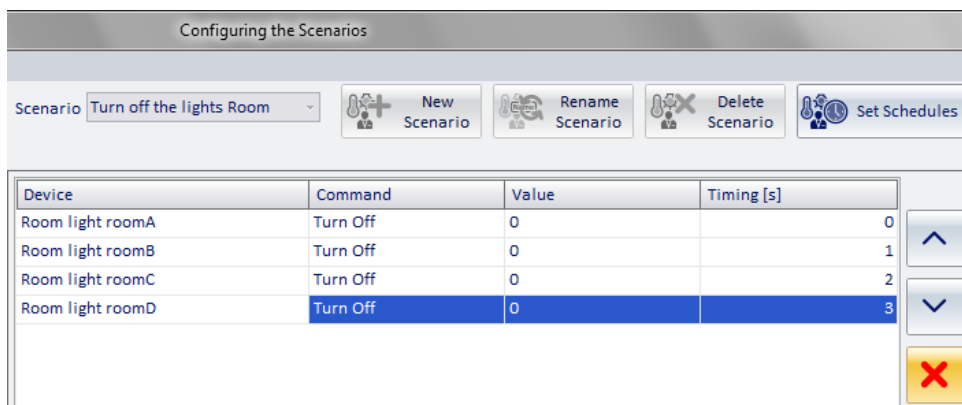 Configuring the Scenarios
Scenario Turn off the lights Room New Scenario Rename Scenario Delete Scenario Set Schedules
Device Command Value Timing [s]
Room light roomA Turn Off 0 0
Room light roomB Turn Off 0 1
Room light roomC Turn Off 0 2
Room light roomD Turn Off 0 3